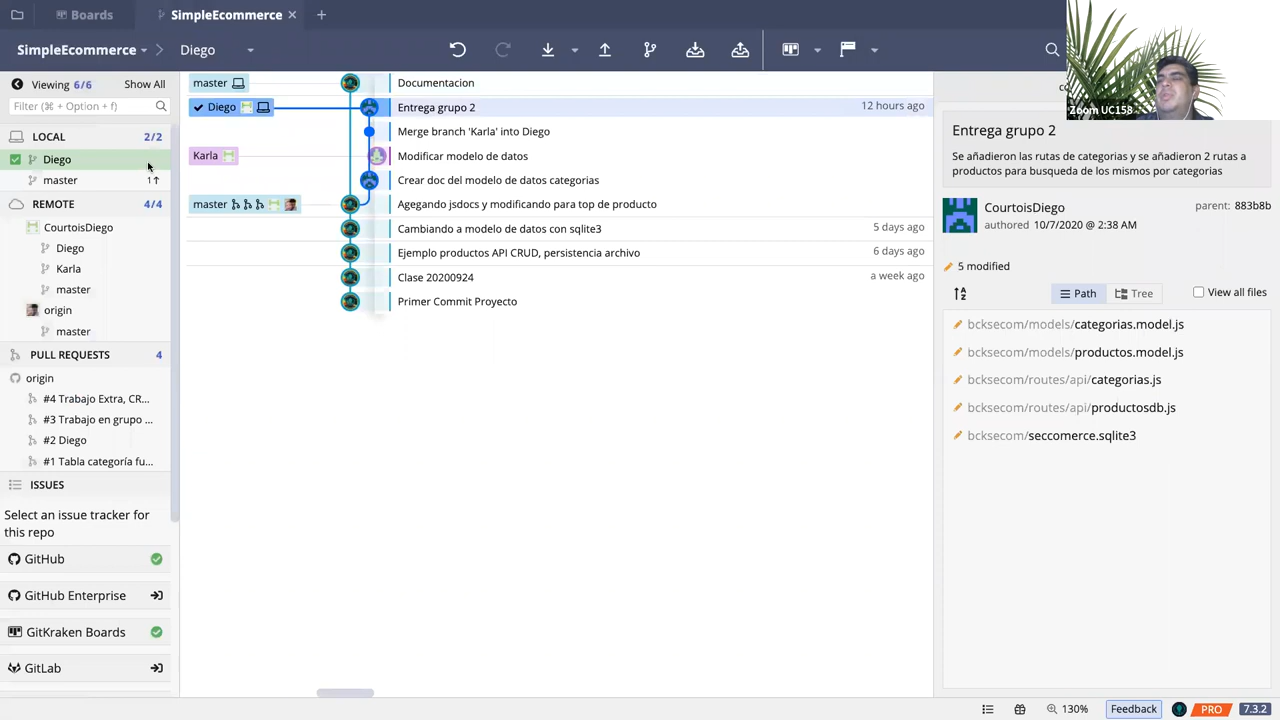 Boards
SimpleEcommerce
SimpleEcommerce
Diego
Zoom UC158
Viewing 6/6
Show All
Filter (⌘ + Option + f)
LOCAL
2/2
Diego
master
1↑
REMOTE
4/4
CourtoisDiego
Diego
Karla
master
origin
master
PULL REQUESTS
4
origin
#4 Trabajo Extra, CR...
#3 Trabajo en grupo ...
#2 Diego
#1 Tabla categoría fu...
ISSUES
Select an issue tracker for
this repo
GitHub
GitHub Enterprise
GitKraken Boards
GitLab
master
Documentacion
Diego
Entrega grupo 2
12 hours ago
Merge branch 'Karla' into Diego
Karla
Modificar modelo de datos
Crear doc del modelo de datos categorias
master
Agegando jsdocs y modificando para top de producto
Cambiando a modelo de datos con sqlite3
5 days ago
Ejemplo productos API CRUD, persistencia archivo
6 days ago
Clase 20200924
a week ago
Primer Commit Proyecto
Entrega grupo 2
Se añadieron las rutas de categorias y se añadieron 2 rutas a
productos para busqueda de los mismos por categorias
CourtoisDiego
parent: 883b8b
authored 10/7/2020 @ 2:38 AM
5 modified
Path
Tree
View all files
bcksecom/models/categorias.model.js
bcksecom/models/productos.model.js
bcksecom/routes/api/categorias.js
bcksecom/routes/api/productosdb.js
bcksecom/seccomerce.sqlite3
130%
Feedback
PRO
7.3.2